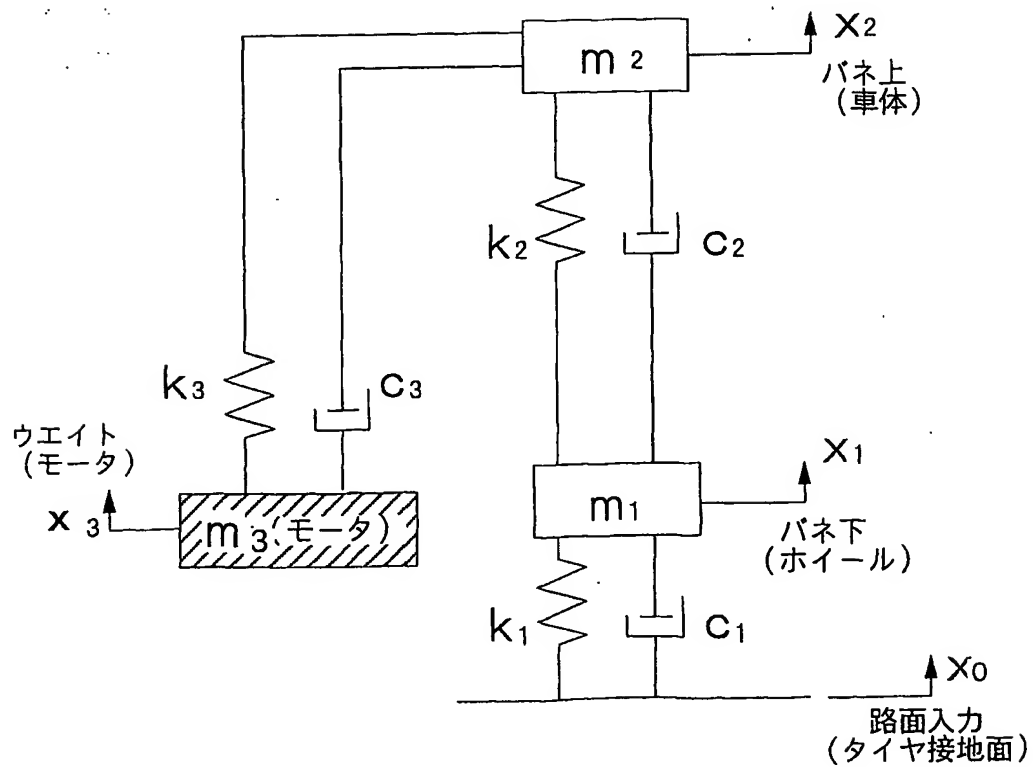 x2
m2
バネ上
(車体)
k2
c2
k3
c3
ウエイト
(モータ)
x3
m3(モータ)
x1
m1
バネ下
(ホイール)
k1
c1
x0
路面入力
(タイヤ接地面)